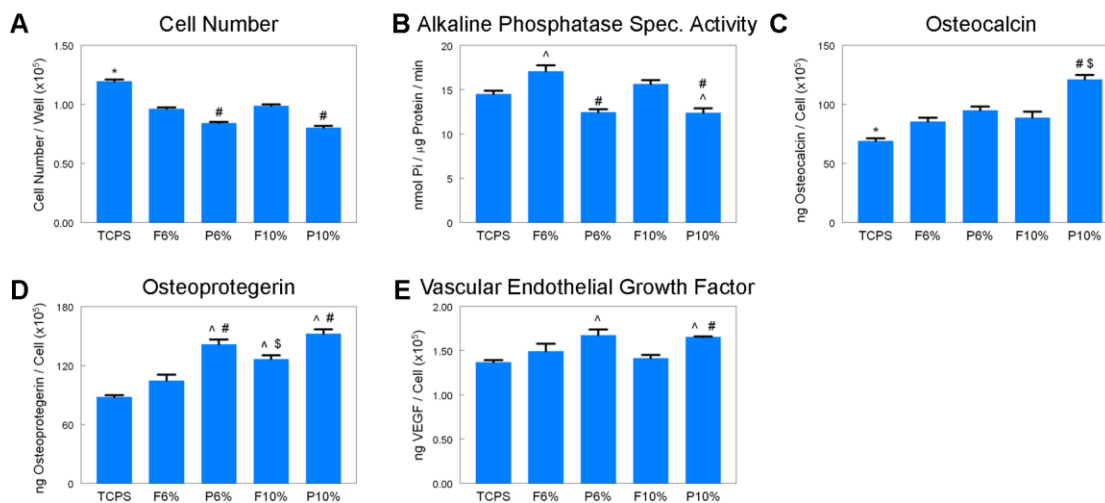 A Cell Number
Cell Number / Well (x10⁵)
1.50
1.00
0.50
0.00
*
#
#
TCPS F6% P6% F10% P10%
B Alkaline Phosphatase Spec. Activity
nmol Pi / µg Protein / min
20
15
10
5
0
^
#
#
^
TCPS F6% P6% F10% P10%
C Osteocalcin
ng Osteocalcin / Cell (x10⁵)
150
100
50
0
*
# $
TCPS F6% P6% F10% P10%
D Osteoprotegerin
ng Osteoprotegerin / Cell (x10⁵)
180
120
60
0
^ #
^ $
^ #
TCPS F6% P6% F10% P10%
E Vascular Endothelial Growth Factor
ng VEGF / Cell (x10⁵)
2.00
1.50
1.00
0.50
0.00
^
^ #
TCPS F6% P6% F10% P10%